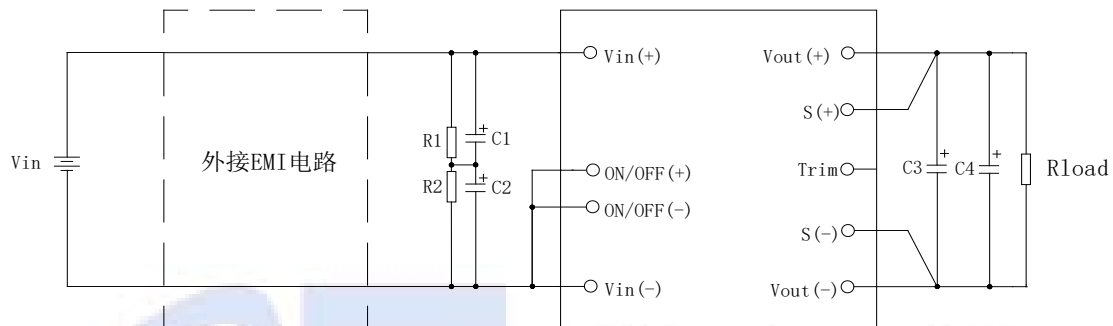 Vin(+)
Vout(+)
S(+)
R1
C1
Vin
外接EMI电路
ON/OFF(+)
Trim
C3
C4
Rload
R2
C2
ON/OFF(-)
S(-)
Vin(-)
Vout(-)